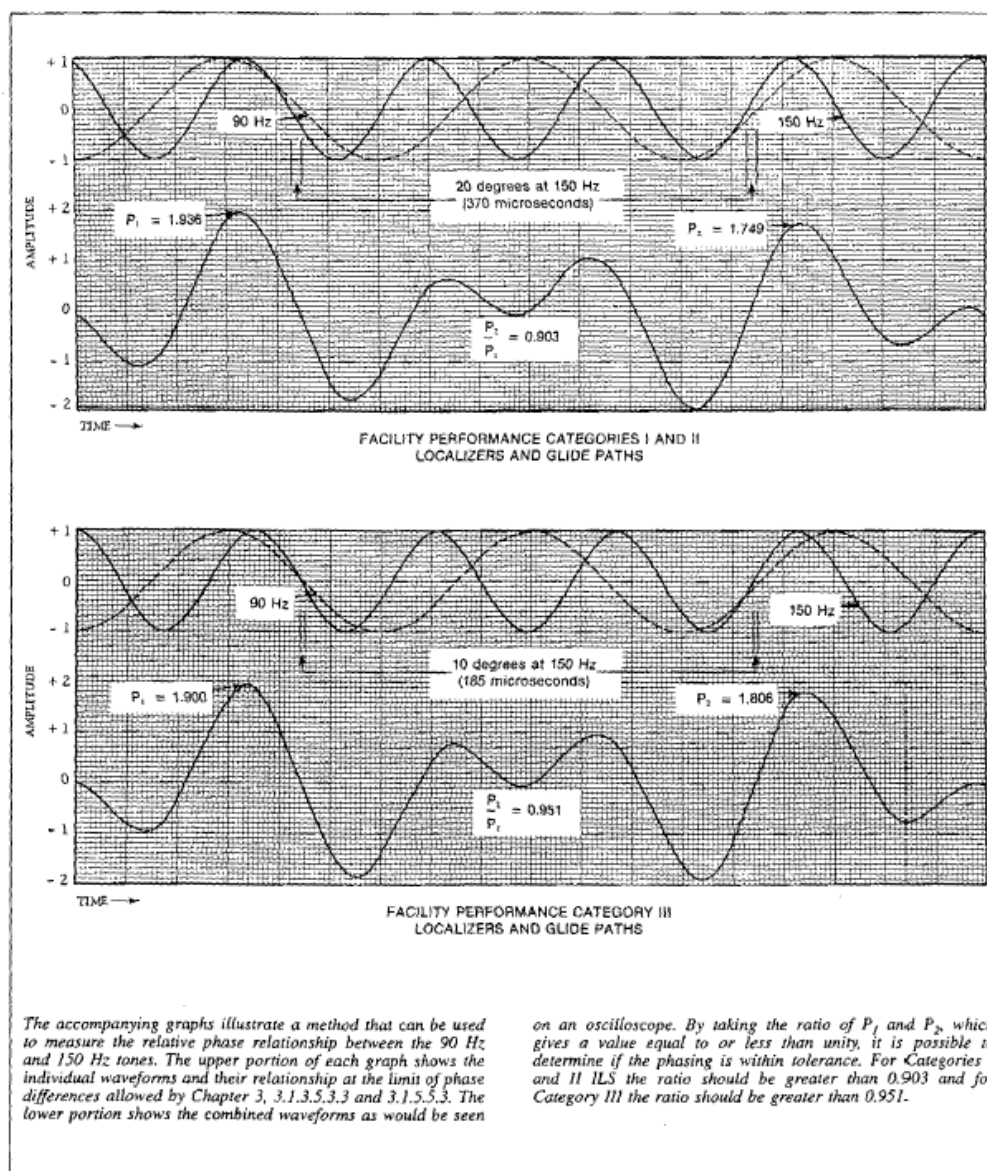 + 1
0
- 1
90 Hz
150 Hz
20 degrees at 150 Hz
(370 microseconds)
AMPLITUDE
+ 2
+ 1
0
- 1
- 2
P₁ = 1.936
P₂ = 1.749
P₂
P₁
= 0.903
TIME
FACILITY PERFORMANCE CATEGORIES I AND II
LOCALIZERS AND GLIDE PATHS
+ 1
0
- 1
90 Hz
150 Hz
10 degrees at 150 Hz
(185 microseconds)
AMPLITUDE
+ 2
+ 1
0
- 1
- 2
P₁ = 1.900
P₂ = 1,806
= 0.951
TIME
FACILITY PERFORMANCE CATEGORY III
LOCALIZERS AND GLIDE PATHS
The accompanying graphs illustrate a method that can be used
to measure the relative phase relationship between the 90 Hz
and 150 Hz tones. The upper portion of each graph shows the
individual waveforms and their relationship at the limit of phase
differences allowed by Chapter 3, 3.1.3.5.3.3 and 3.1.5.5.3. The
lower portion shows the combined waveforms as would be seen
on an oscilloscope. By taking the ratio of P₁ and P₂, which
gives a value equal to or less than unity, it is possible
determine if the phasing is within tolerance. For Categories
and II ILS the ratio should be greater than 0.903 and
Category III the ratio should be greater than 0.951.